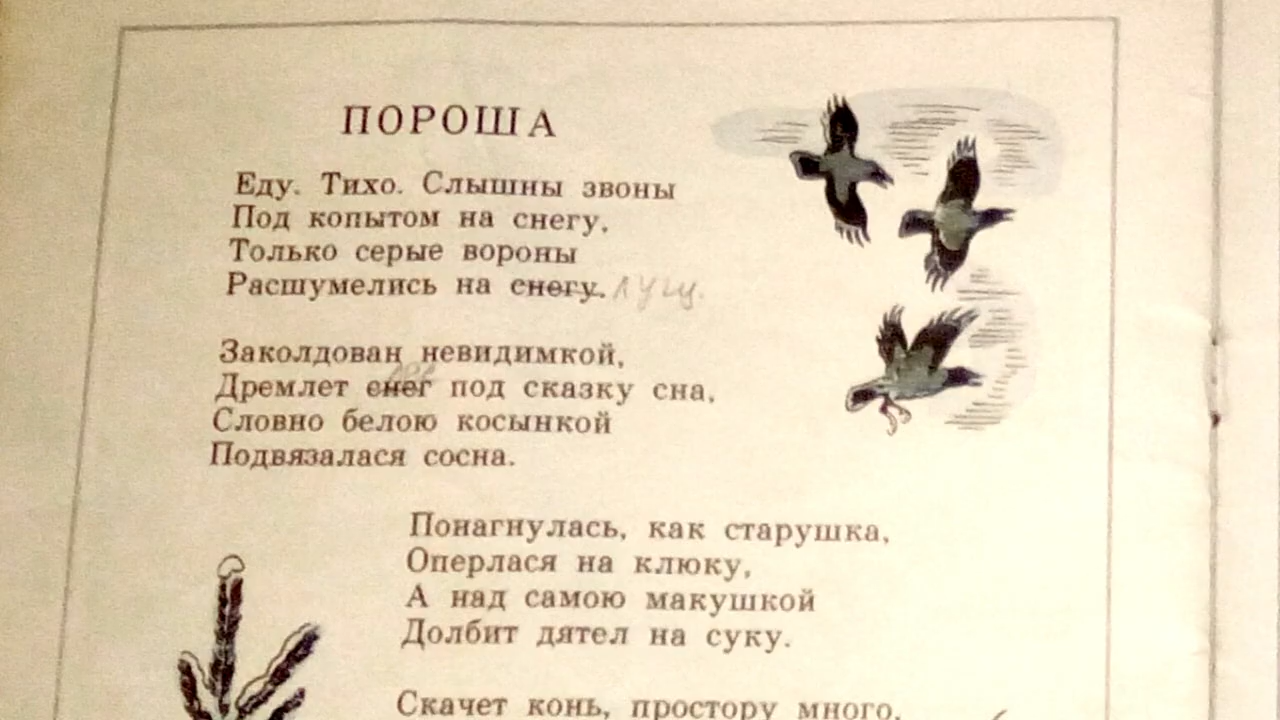 ПОРОША
Еду. Тихо. Слышны звоны
Под копытом на снегу,
Только серые вороны
Расшумелись на снегу. лугу.
Заколдован невидимкой,
лес
Дремлет снег под сказку сна,
Словно белою косынкой
Подвязалася сосна.
Понагнулась, как старушка,
Оперлася на клюку,
А над самою макушкой
Долбит дятел на суку.
Скачет конь, простору много,